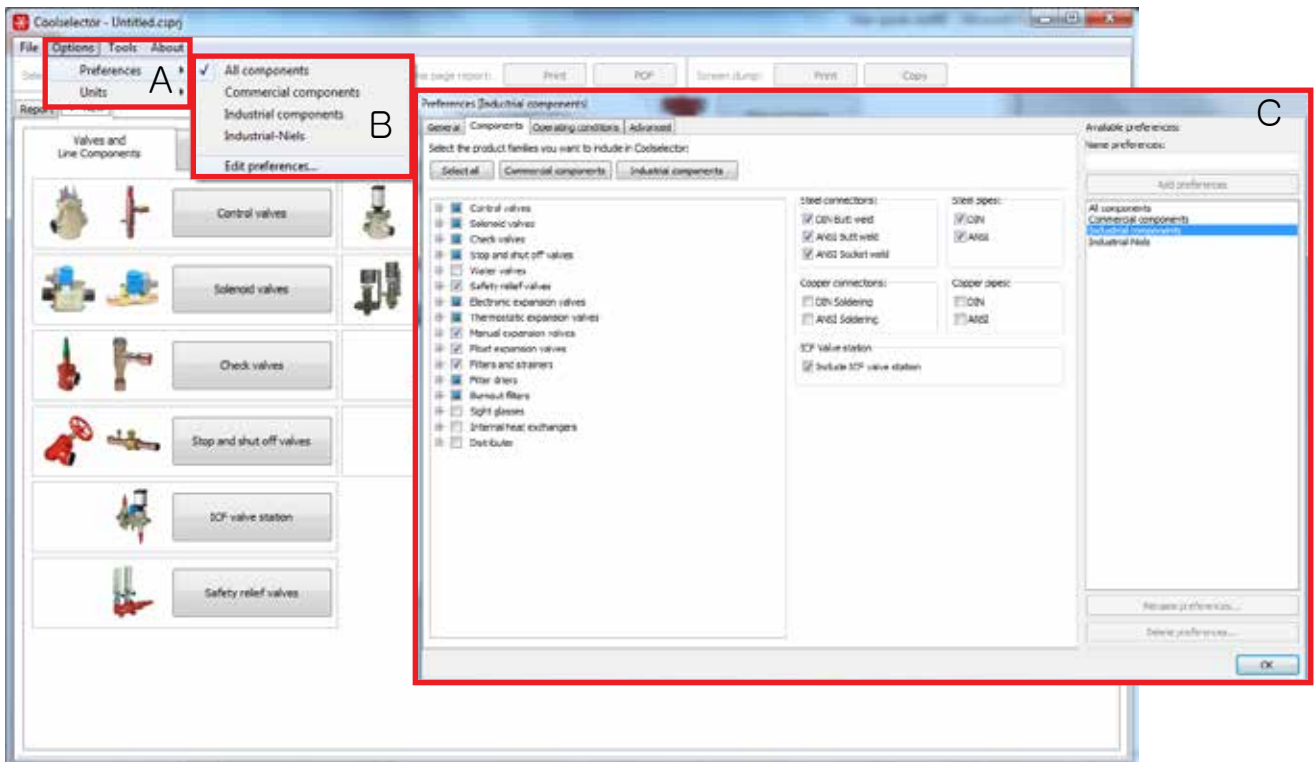 Coolselector - Untitled.csprj
File Options Tools About
Preferences
Units
A
✓ All components
Commercial components
Industrial components
Industrial-Niels
Edit preferences...
B
page report: Print PDF Screen dump: Print Copy
Report
Valves and
Line Components
Control valves
Solenoid valves
Check valves
Stop and shut off valves
ICF valve station
Safety relief valves
Preferences [Industrial components]
C
General Components Operating conditions Advanced
Select the product families you want to include in Coolselector:
Select all Commercial components Industrial components
Control valves
Solenoid valves
Check valves
Stop and shut off valves
Water valves
Safety relief valves
Electronic expansion valves
Thermostatic expansion valves
Manual expansion valves
Float expansion valves
Filters and strainers
Filter driers
Burnout filters
Sight glasses
Internal heat exchangers
Distributer
Steel connections:
DIN Butt weld
ANSI Butt weld
ANSI Socket weld
Steel pipes:
DIN
ANSI
Copper connections:
DIN Soldering
ANSI Soldering
Copper pipes:
DIN
ANSI
ICF Valve station
Include ICF valve station
Available preferences:
Name preferences:
Add preferences
All components
Commercial components
Industrial components
Industrial-Niels
Rename preferences...
Delete preferences...
OK